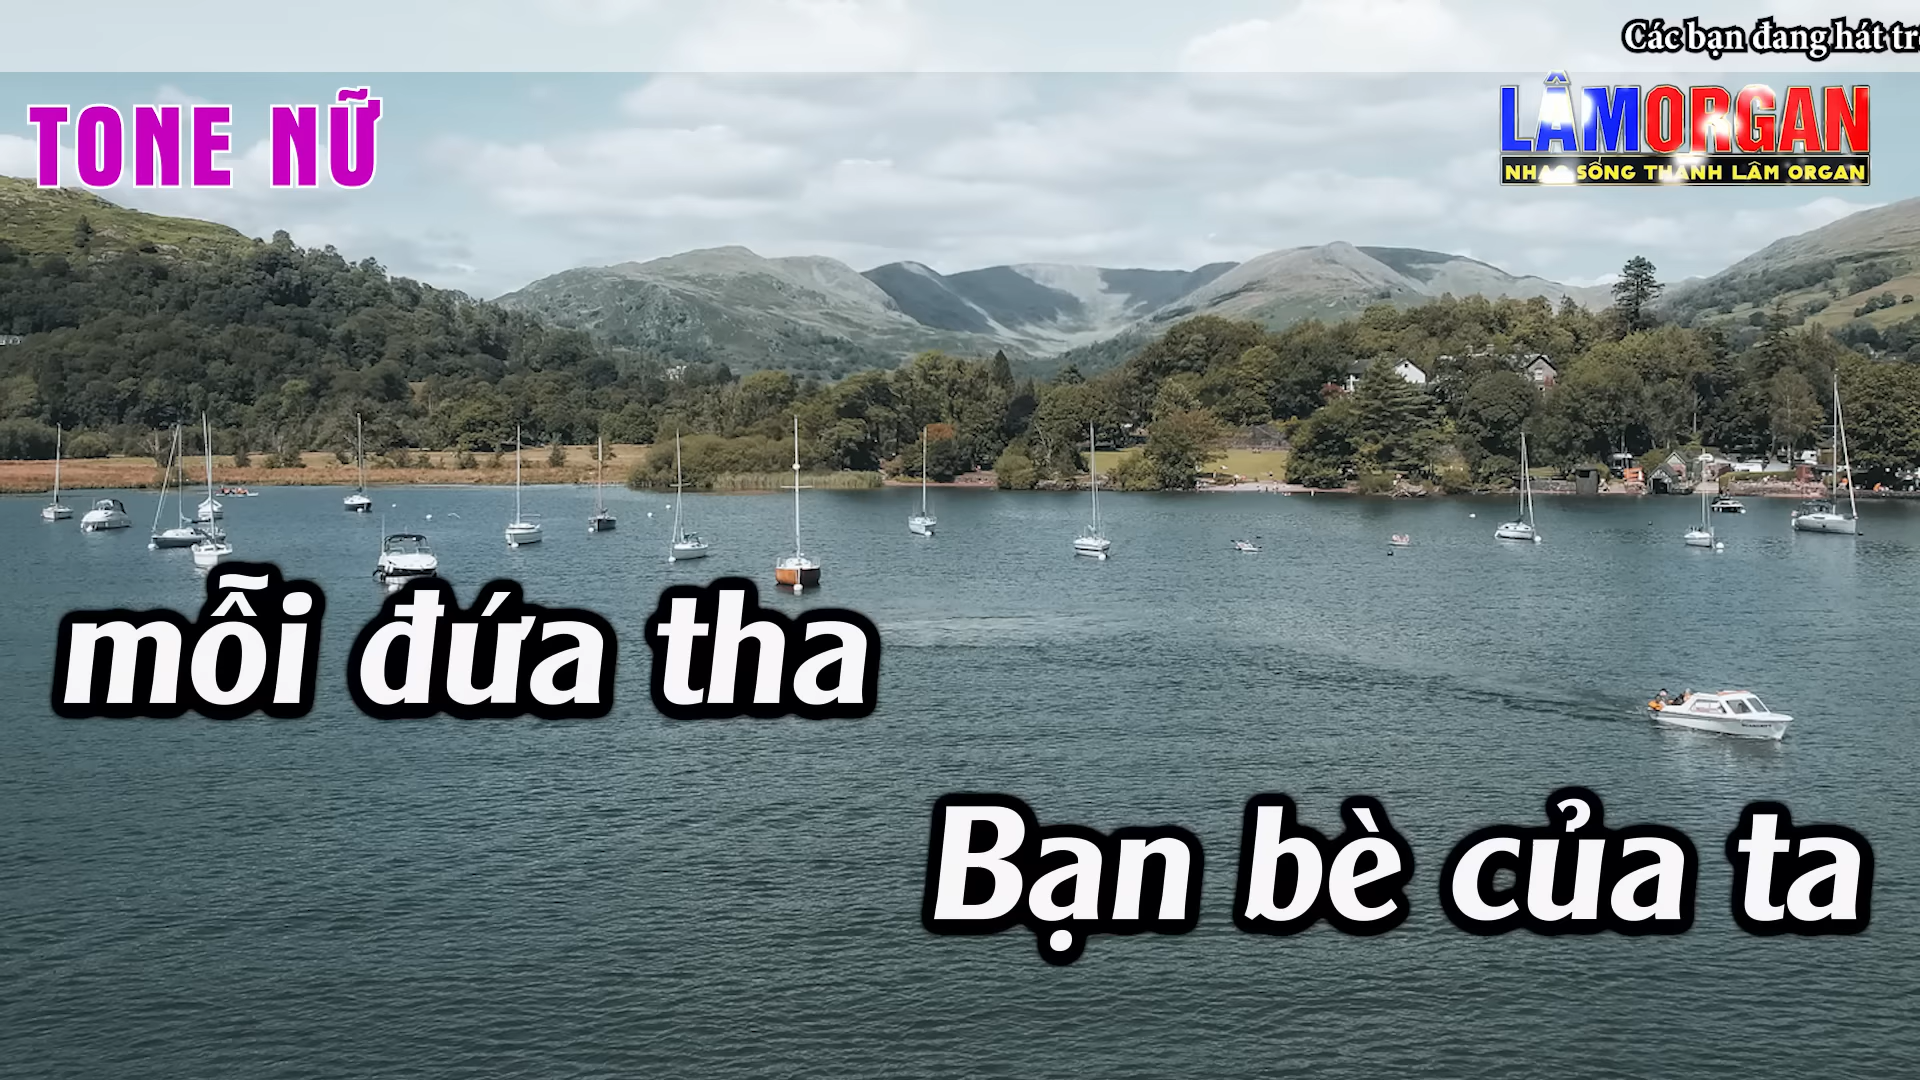 Các bạn đang hát
TONE NỮ
LÂMORGAN
NHẠC SỐNG THANH LÂM ORGAN
mỗi đứa tha
Bạn bè của ta